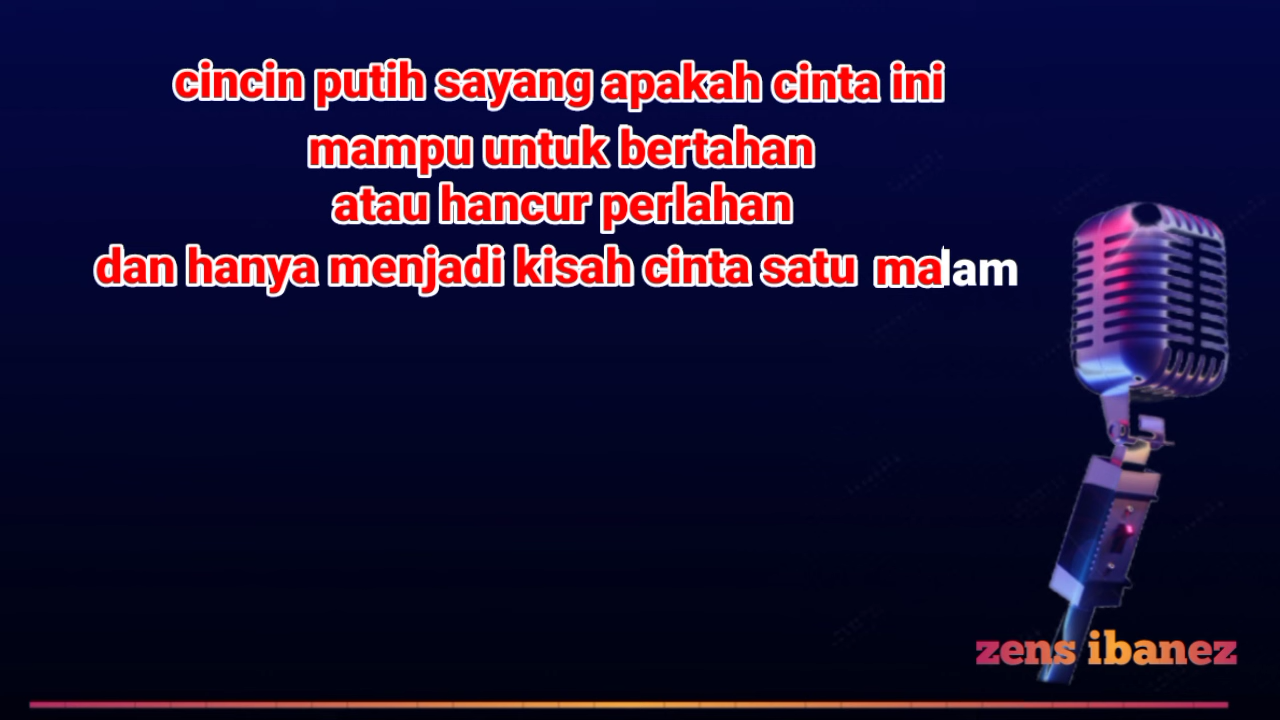 cincin putih sayang apakah cinta ini
mampu untuk bertahan
atau hancur perlahan
dan hanya menjadi kisah cinta satu malam
zens ibanez